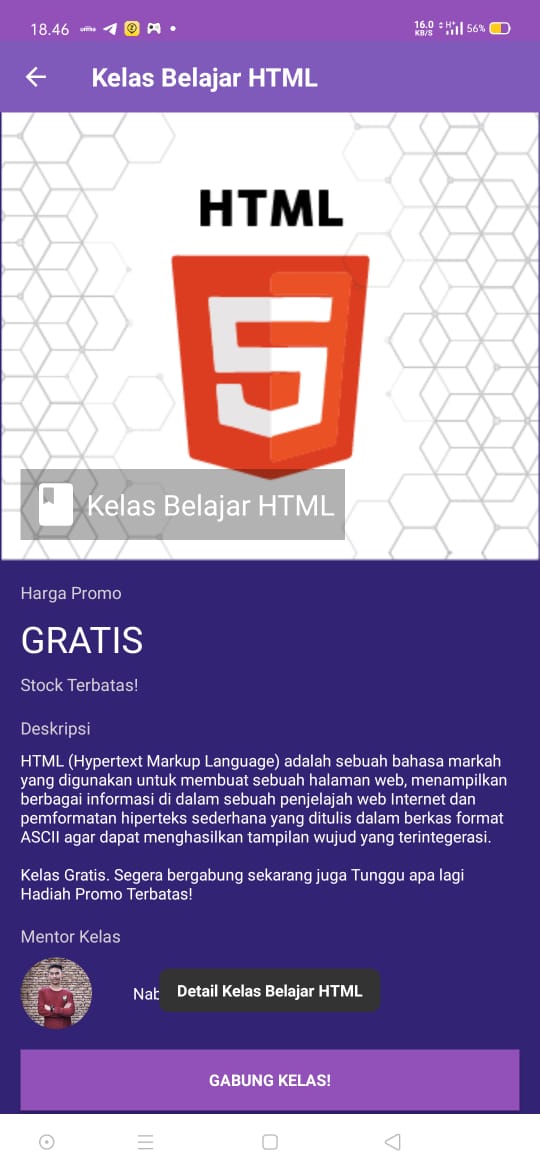 18.46
16.0
KB/S
56%
Kelas Belajar HTML
HTML
5
Kelas Belajar HTML
Harga Promo
GRATIS
Stock Terbatas!
Deskripsi
HTML (Hypertext Markup Language) adalah sebuah bahasa markah
yang digunakan untuk membuat sebuah halaman web, menampilkan
berbagai informasi di dalam sebuah penjelajah web Internet dan
pemformatan hiperteks sederhana yang ditulis dalam berkas format
ASCII agar dapat menghasilkan tampilan wujud yang terintegerasi.
Kelas Gratis. Segera bergabung sekarang juga Tunggu apa lagi
Hadiah Promo Terbatas!
Mentor Kelas
Detail Kelas Belajar HTML
GABUNG KELAS!